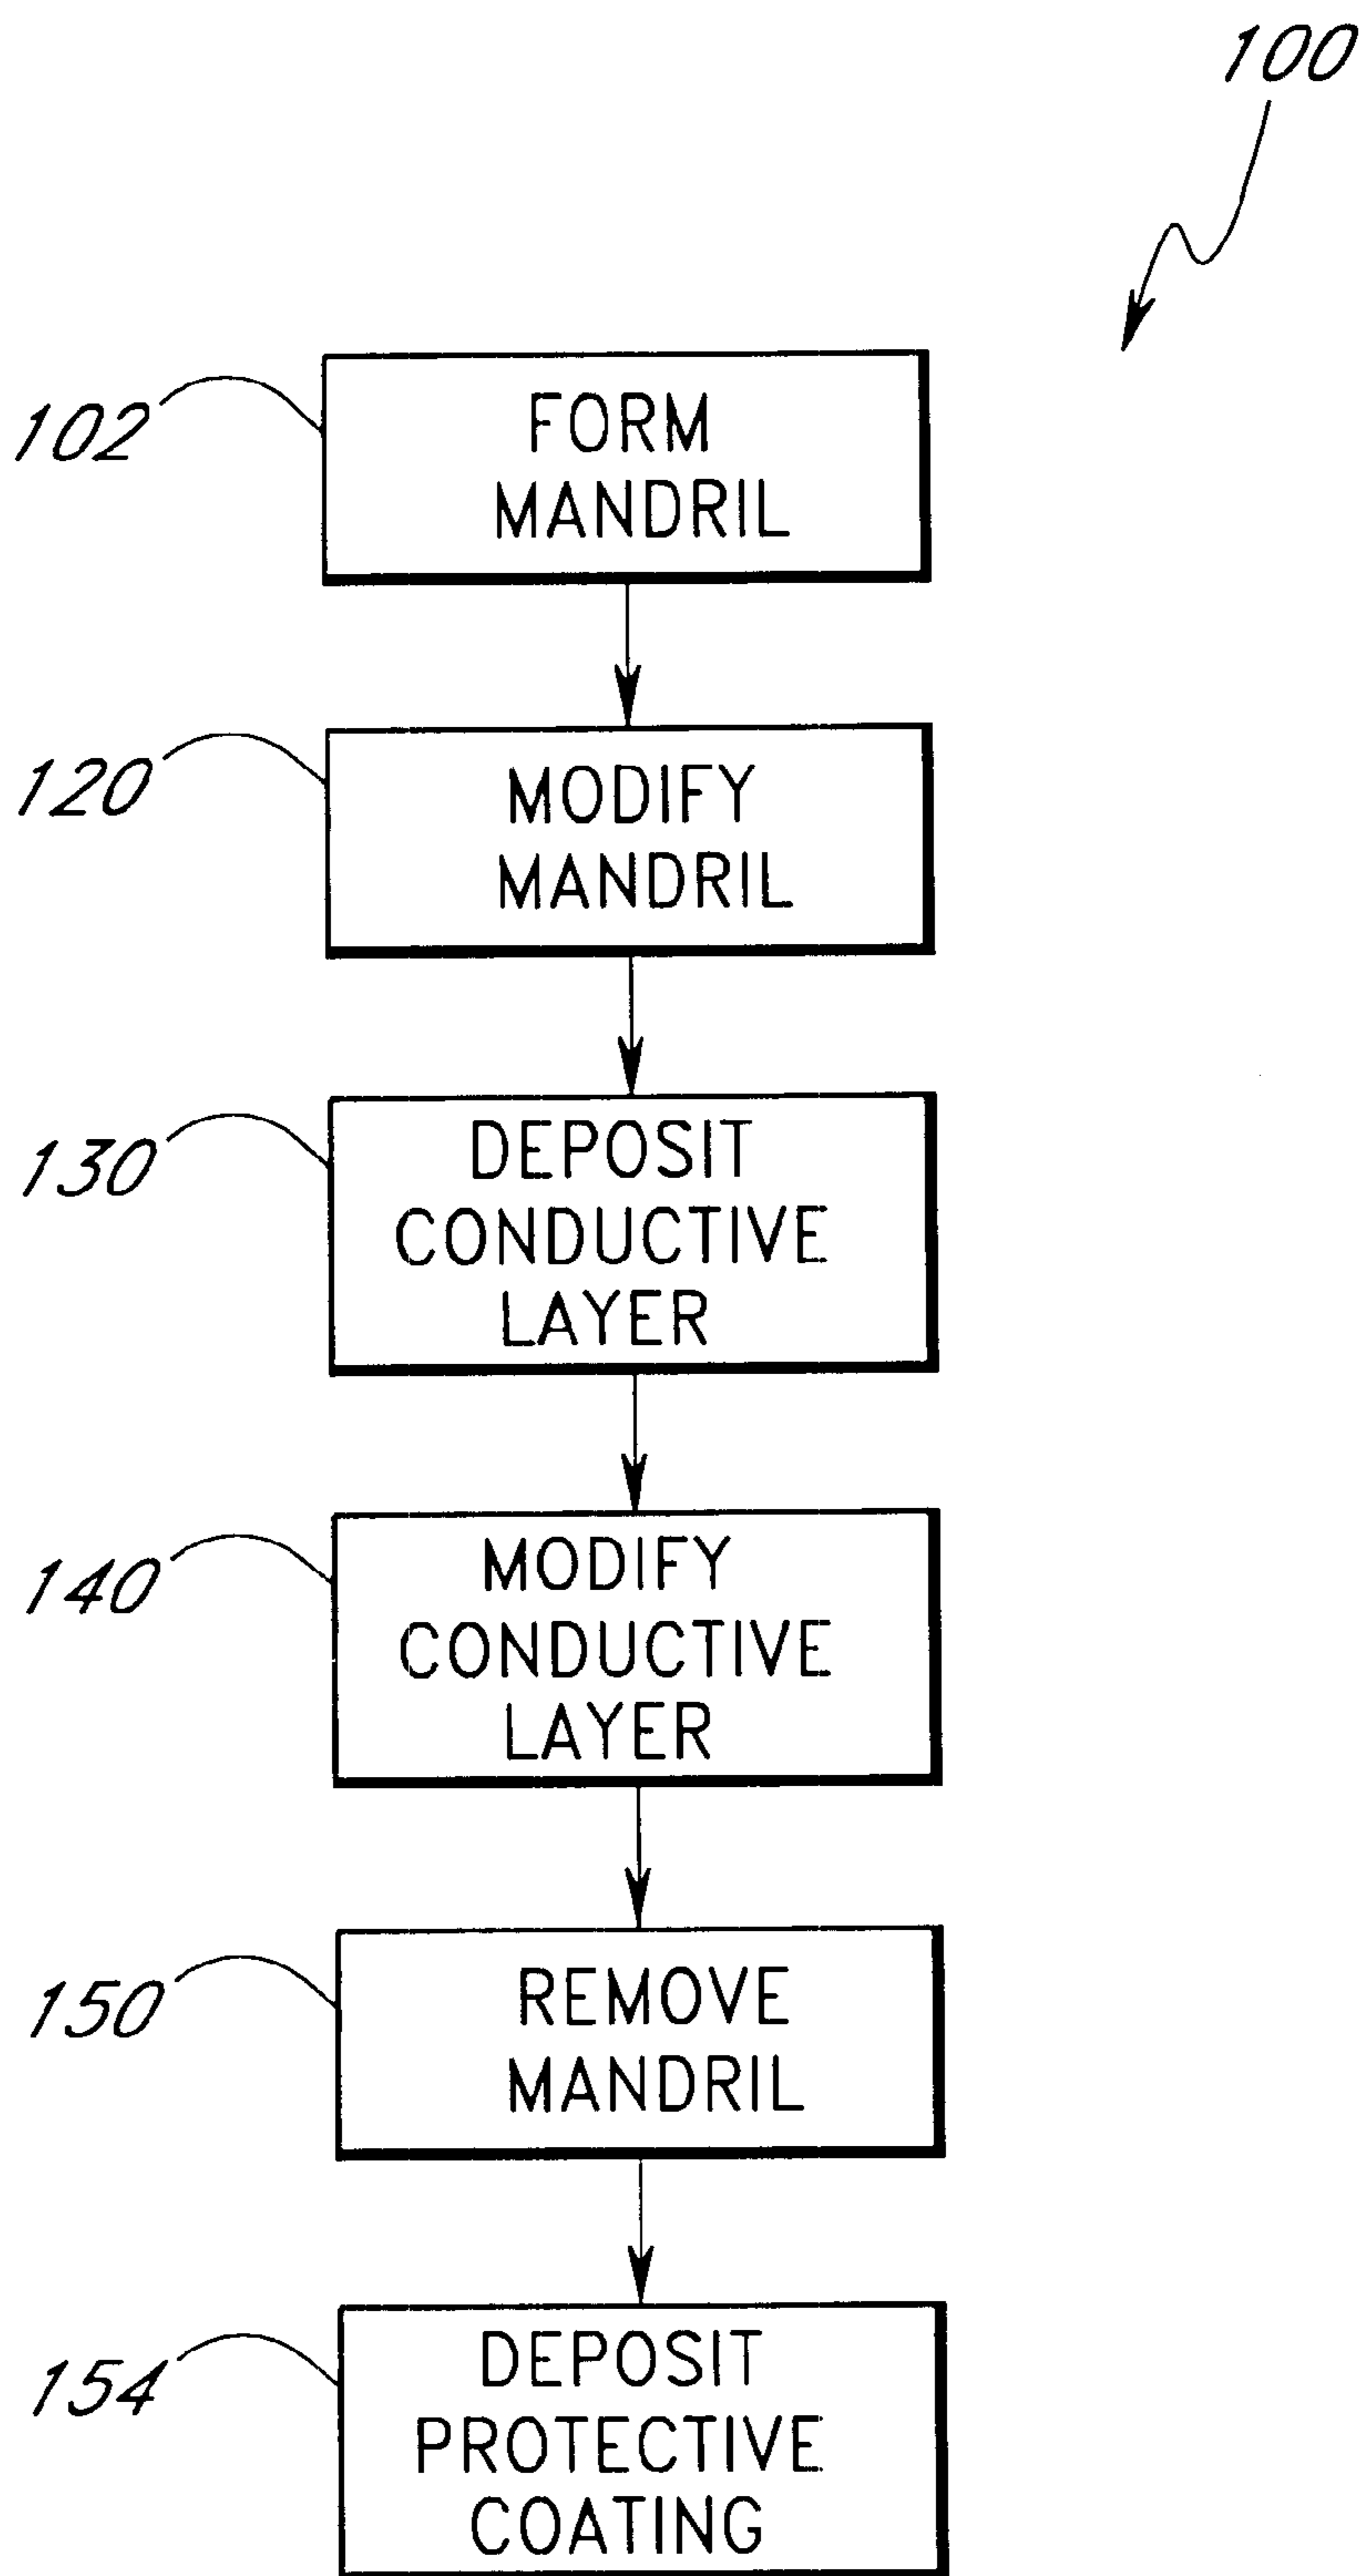 100
102
FORM
MANDRIL
120
MODIFY
MANDRIL
130
DEPOSIT
CONDUCTIVE
LAYER
140
MODIFY
CONDUCTIVE
LAYER
150
REMOVE
MANDRIL
154
DEPOSIT
PROTECTIVE
COATING